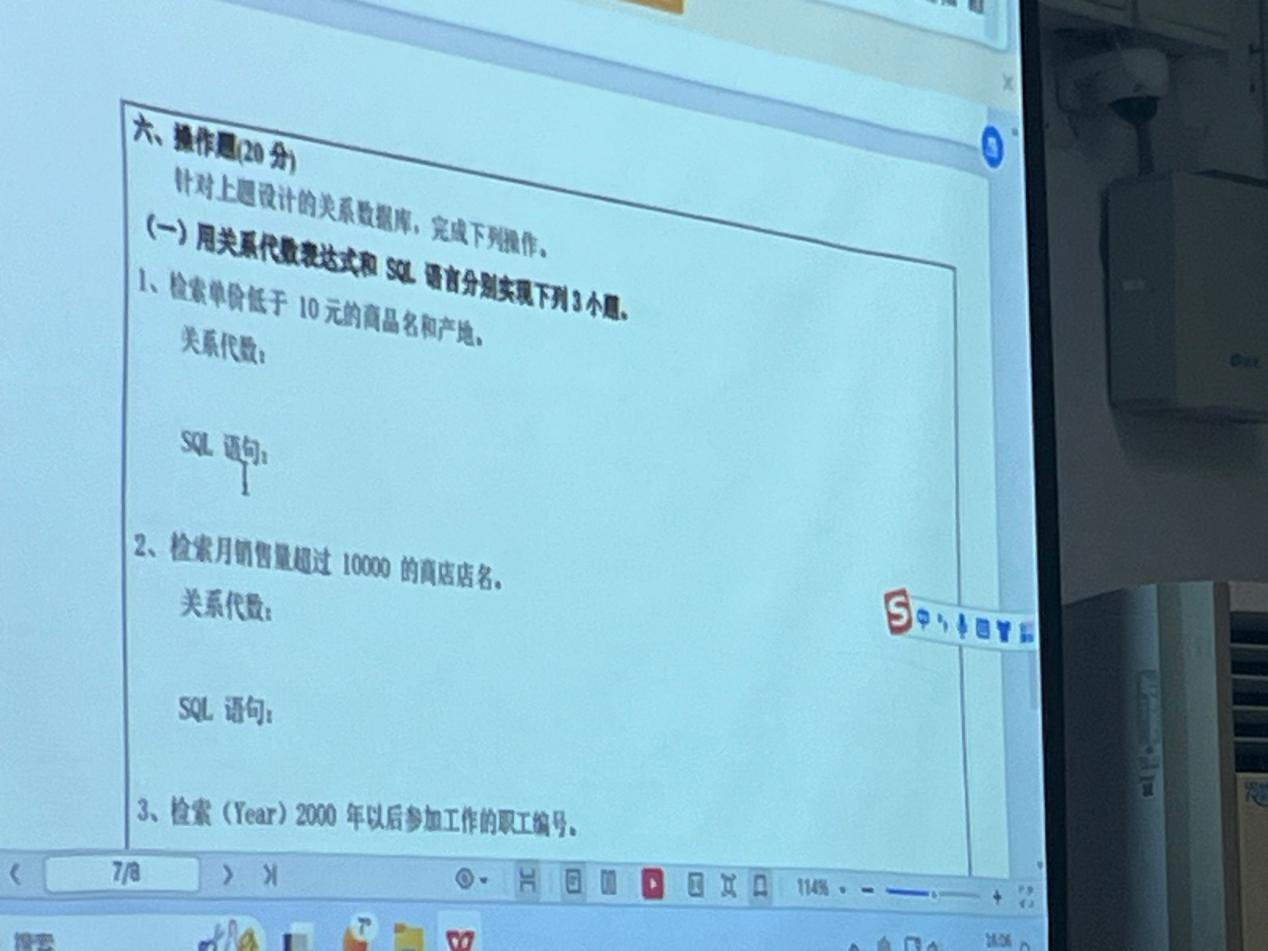 六、操作题(20 分)
针对上题设计的关系数据库，完成下列操作。
(一) 用关系代数表达式和 SQL 语言分别实现下列 3 小题。
1、检索单价低于 10 元的商品名和产地。
关系代数：
SQL 语句：
2、检索月销售量超过 10000 的商店店名。
关系代数：
SQL 语句：
中
3、检索（Year）2000 年以后参加工作的职工编号。
7/8
114%
搜索
16:06